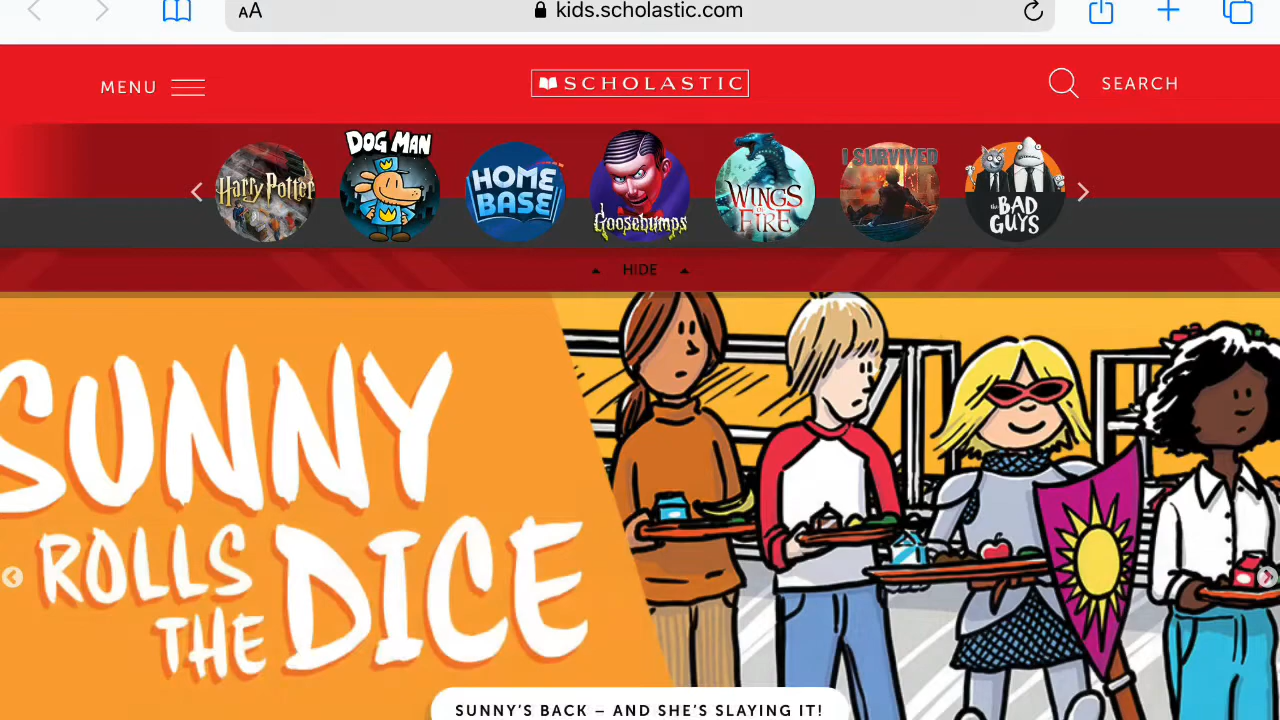 AA
kids.scholastic.com
MENU
SCHOLASTIC
SEARCH
Harry Potter
DOG MAN
HOME
BASE
Goosebumps
WINGS
OF
FIRE
I SURVIVED
the
BAD
GUYS
HIDE
SUNNY
ROLLS
THE DICE
SUNNY'S BACK – AND SHE'S SLAYING IT!